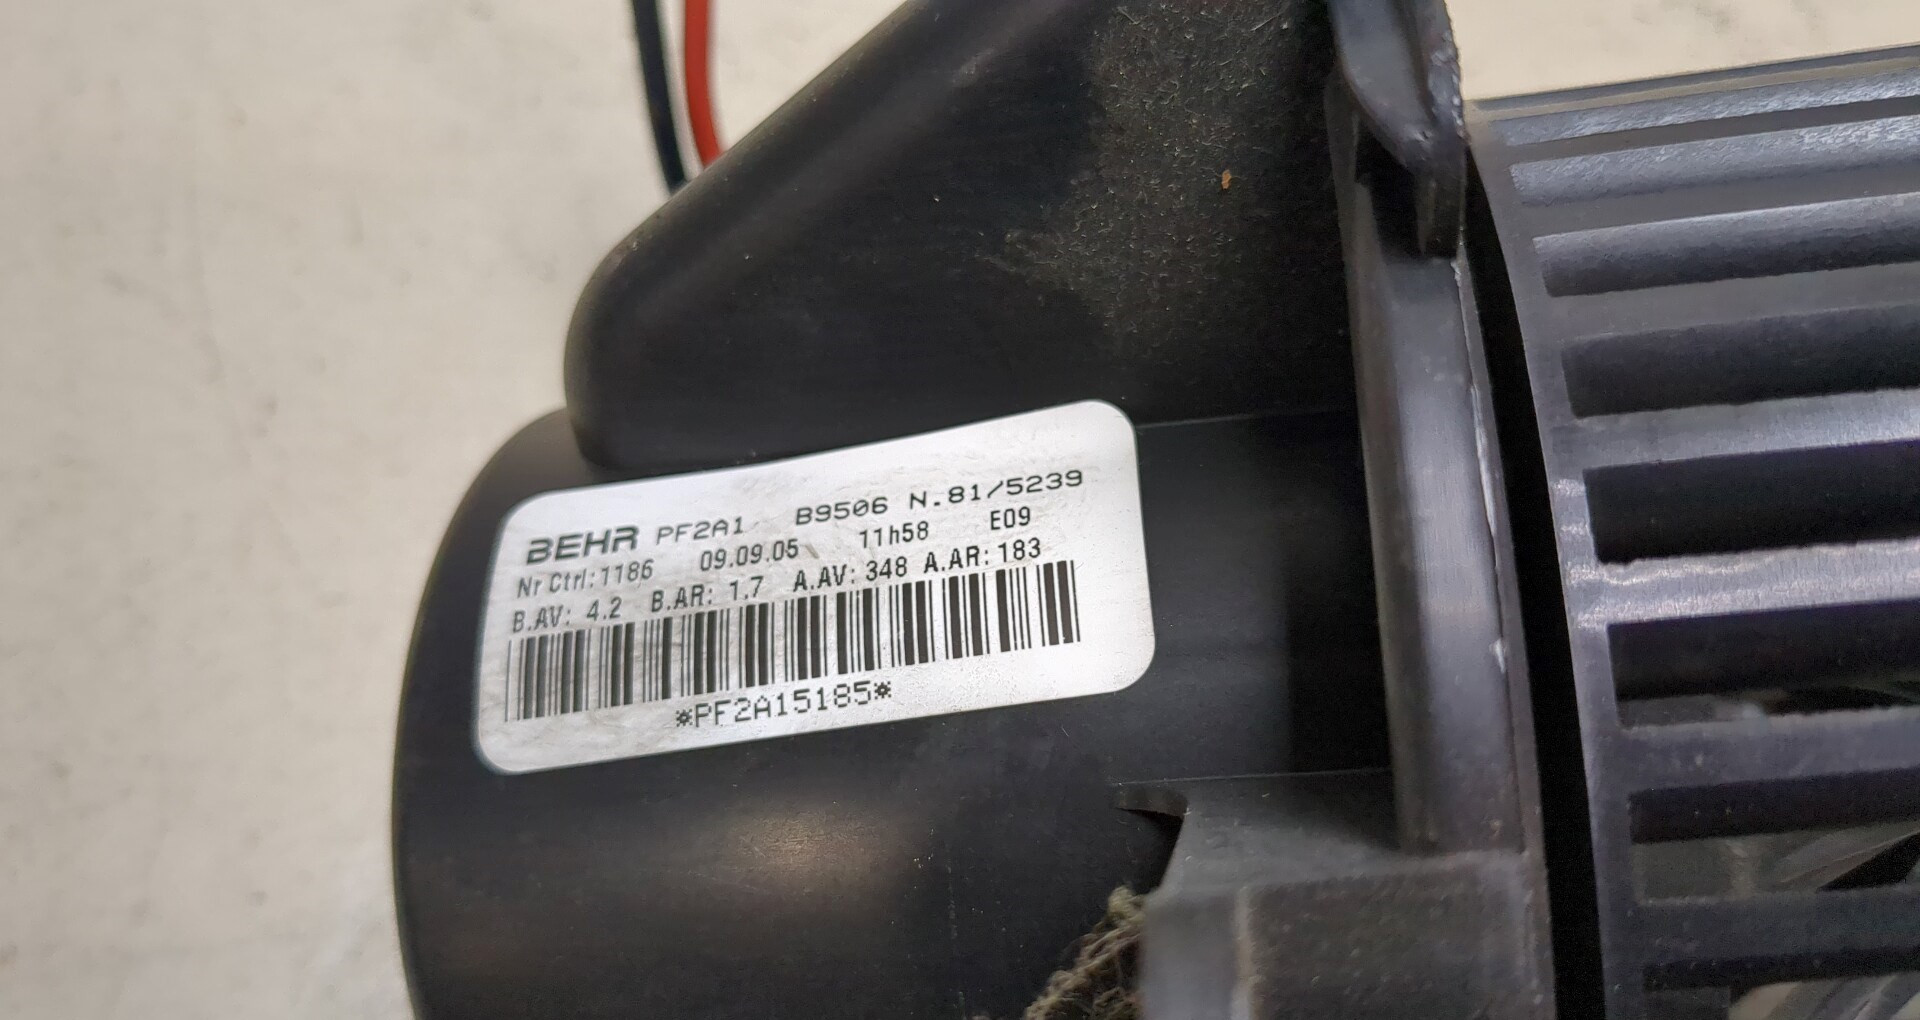 BEHR PF2A1 B9506 N.81/5239
Nr Ctrl:1186 09.09.05 11h58 E09
B.AV: 4.2 B.AR: 1.7 A.AV: 348 A.AR: 183
*PF2A15185*